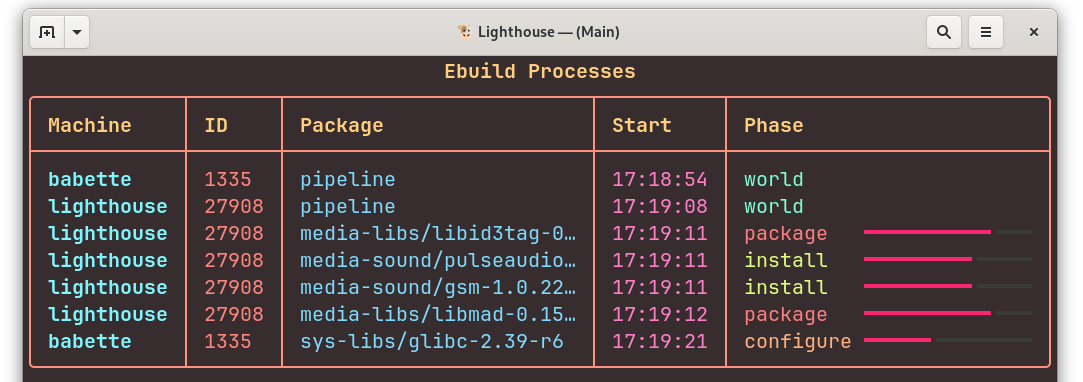 Lighthouse — (Main)
Ebuild Processes
Machine ID Package Start Phase
babette 1335 pipeline 17:18:54 world
lighthouse 27908 pipeline 17:19:08 world
lighthouse 27908 media-libs/libid3tag-0… 17:19:11 package
lighthouse 27908 media-sound/pulseaudio… 17:19:11 install
lighthouse 27908 media-sound/gsm-1.0.22… 17:19:11 install
lighthouse 27908 media-libs/libmad-0.15… 17:19:12 package
babette 1335 sys-libs/glibc-2.39-r6 17:19:21 configure